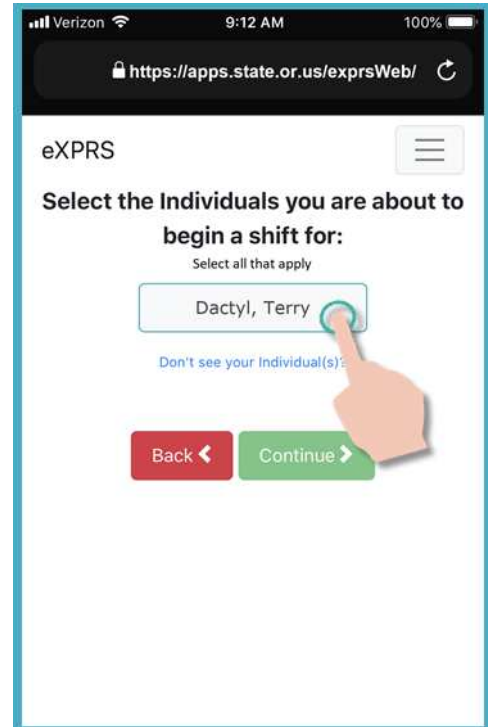 Verizon 9:12 AM 100%
https://apps.state.or.us/exprsWeb/
eXPRS
Select the Individuals you are about to
begin a shift for:
Select all that apply
Dactyl, Terry
Don't see your Individual(s)?
Back Continue